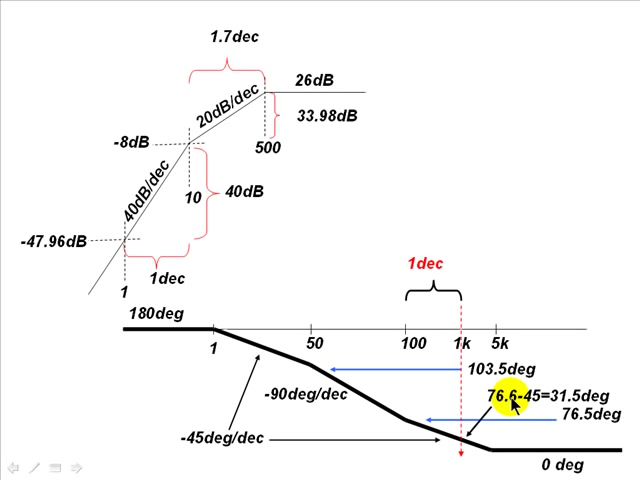 1.7dec
26dB
20dB/dec
33.98dB
-8dB
500
40dB/dec
10
40dB
-47.96dB
1dec
1
1dec
180deg
1
50
100
1k
5k
103.5deg
-90deg/dec
76.6-45=31.5deg
76.5deg
-45deg/dec
0 deg